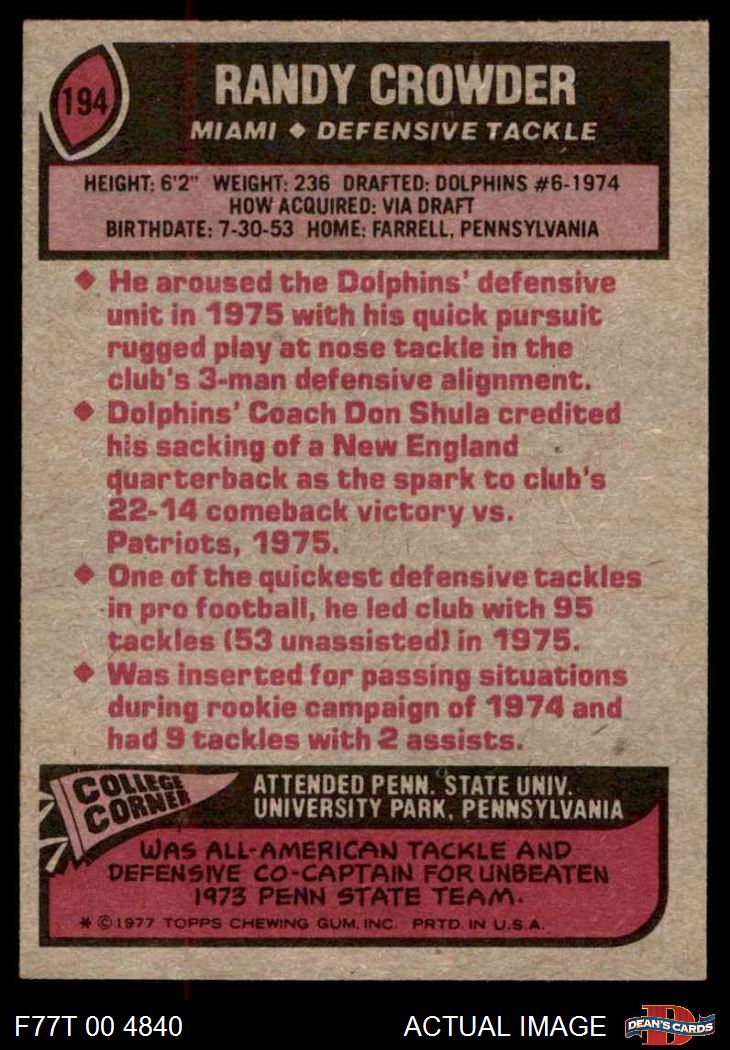 194
RANDY CROWDER
MIAMI ◆ DEFENSIVE TACKLE
HEIGHT: 6'2" WEIGHT: 236 DRAFTED: DOLPHINS #6-1974
HOW ACQUIRED: VIA DRAFT
BIRTHDATE: 7-30-53 HOME: FARRELL, PENNSYLVANIA
◆ He aroused the Dolphins' defensive
unit in 1975 with his quick pursuit
rugged play at nose tackle in the
club's 3-man defensive alignment.
◆ Dolphins' Coach Don Shula credited
his sacking of a New England
quarterback as the spark to club's
22-14 comeback victory vs.
Patriots, 1975.
◆ One of the quickest defensive tackles
in pro football, he led club with 95
tackles (53 unassisted) in 1975.
◆ Was inserted for passing situations
during rookie campaign of 1974 and
had 9 tackles with 2 assists.
COLLEGE
CORNER
ATTENDED PENN. STATE UNIV.
UNIVERSITY PARK, PENNSYLVANIA
WAS ALL-AMERICAN TACKLE AND
DEFENSIVE CO-CAPTAIN FOR UNBEATEN
1973 PENN STATE TEAM.
* © 1977 TOPPS CHEWING GUM, INC. PRTD. IN U.S.A.
F77T 00 4840
ACTUAL IMAGE
D
DEAN'S CARDS